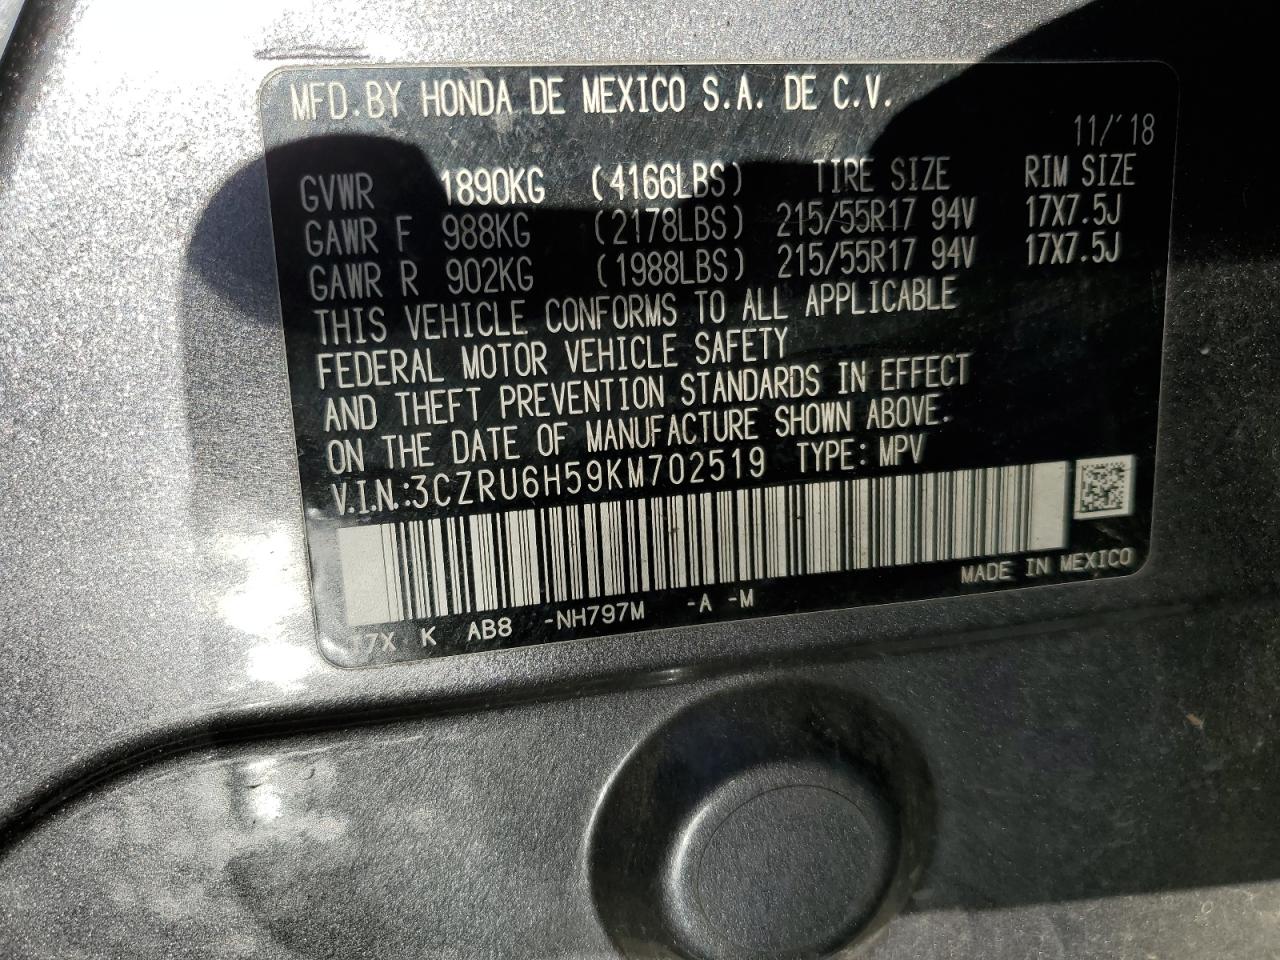 MFD.BY HONDA DE MEXICO S.A. DE C.V.
11/'18
GVWR 1890KG (4166LBS) TIRE SIZE RIM SIZE
GAWR F 988KG (2178LBS) 215/55R17 94V 17X7.5J
GAWR R 902KG (1988LBS) 215/55R17 94V 17X7.5J
THIS VEHICLE CONFORMS TO ALL APPLICABLE
FEDERAL MOTOR VEHICLE SAFETY
AND THEFT PREVENTION STANDARDS IN EFFECT
ON THE DATE OF MANUFACTURE SHOWN ABOVE.
V.I.N.:3CZRU6H59KM702519 TYPE: MPV
MADE IN MEXICO
17X K AB8 -NH797M -A -M